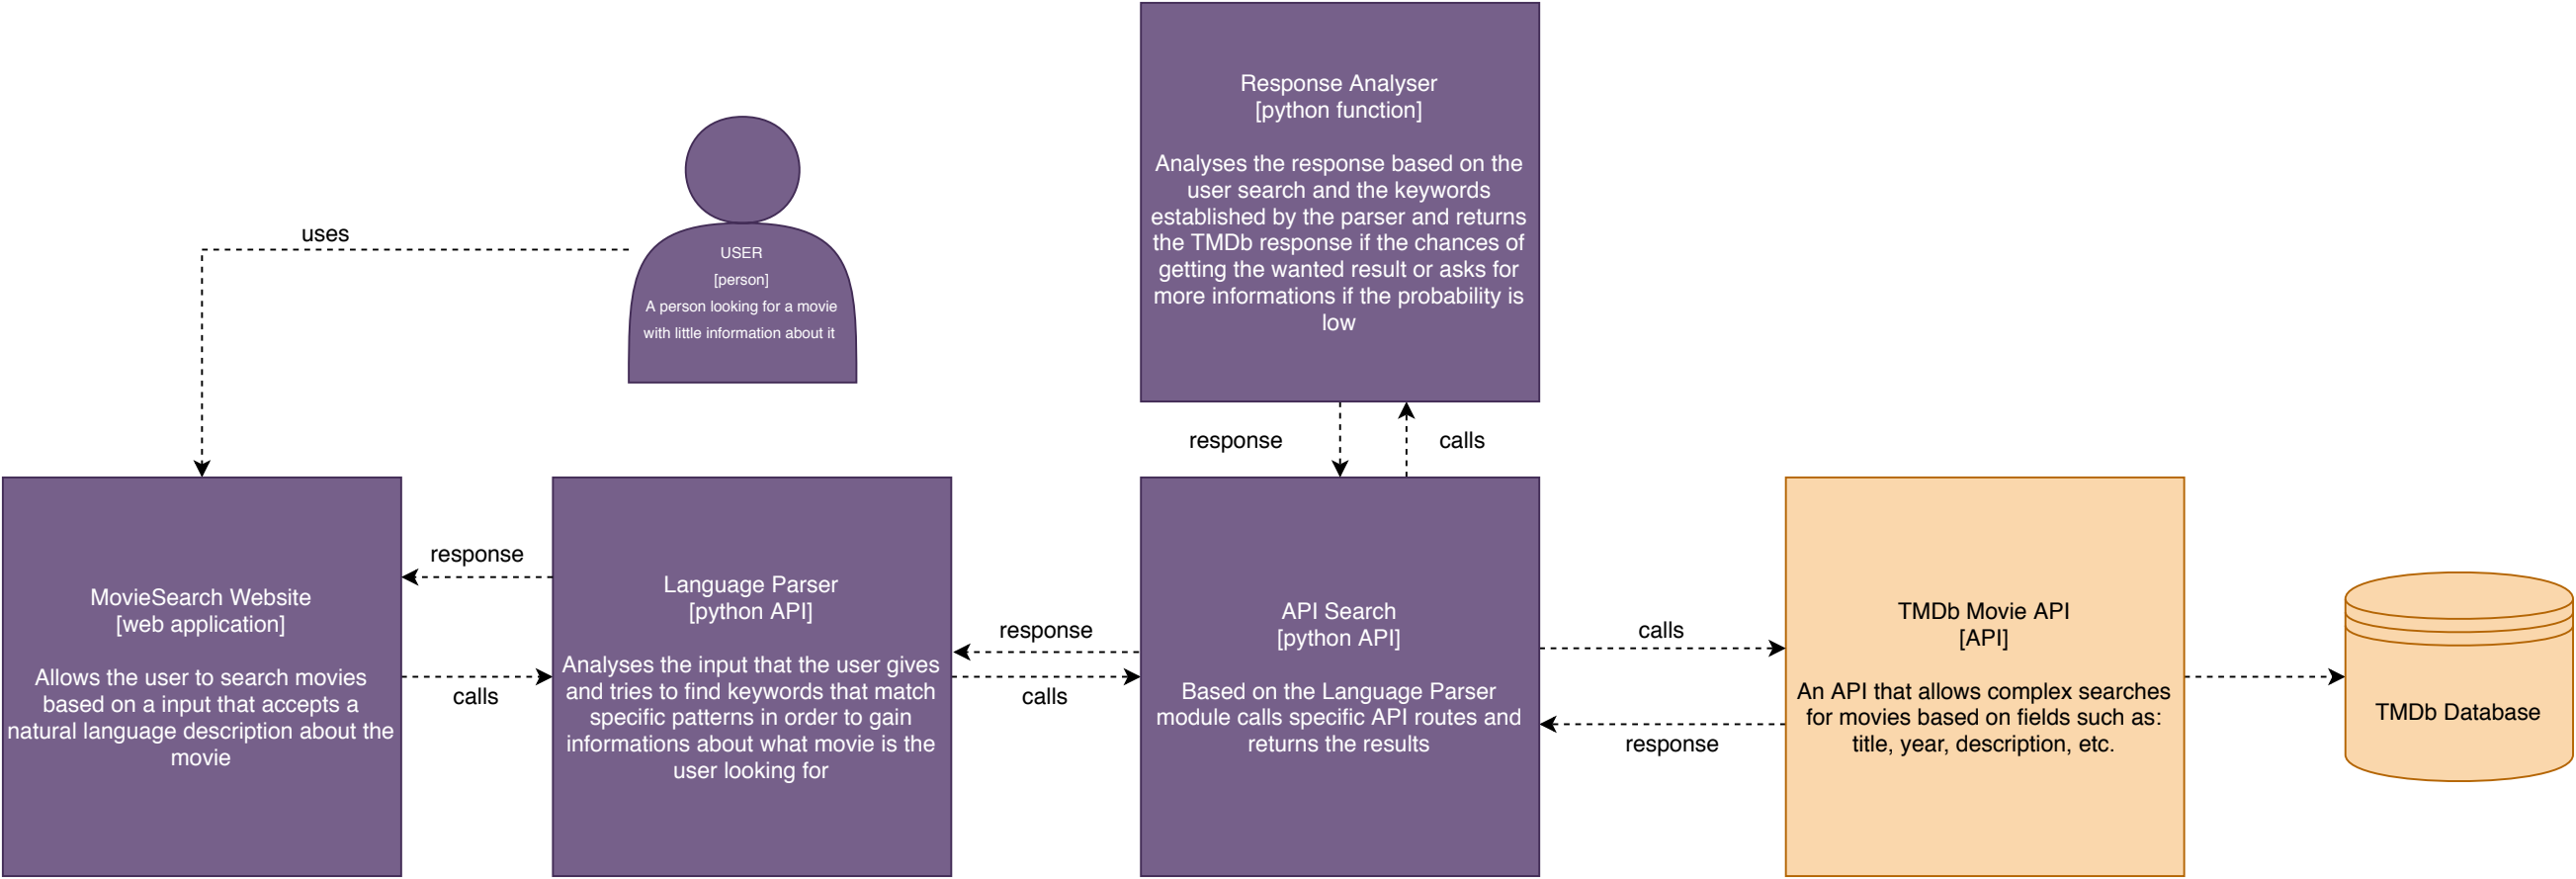 Response Analyser
[python function]
Analyses the response based on the
user search and the keywords
established by the parser and returns
the TMDb response if the chances of
getting the wanted result or asks for
more informations if the probability is
low
uses
USER
[person]
A person looking for a movie
with little information about it
response
calls
MovieSearch Website
[web application]
Allows the user to search movies
based on a input that accepts a
natural language description about the
movie
response
calls
Language Parser
[python API]
Analyses the input that the user gives
and tries to find keywords that match
specific patterns in order to gain
informations about what movie is the
user looking for
response
calls
API Search
[python API]
Based on the Language Parser
module calls specific API routes and
returns the results
calls
response
TMDb Movie API
[API]
An API that allows complex searches
for movies based on fields such as:
title, year, description, etc.
TMDb Database